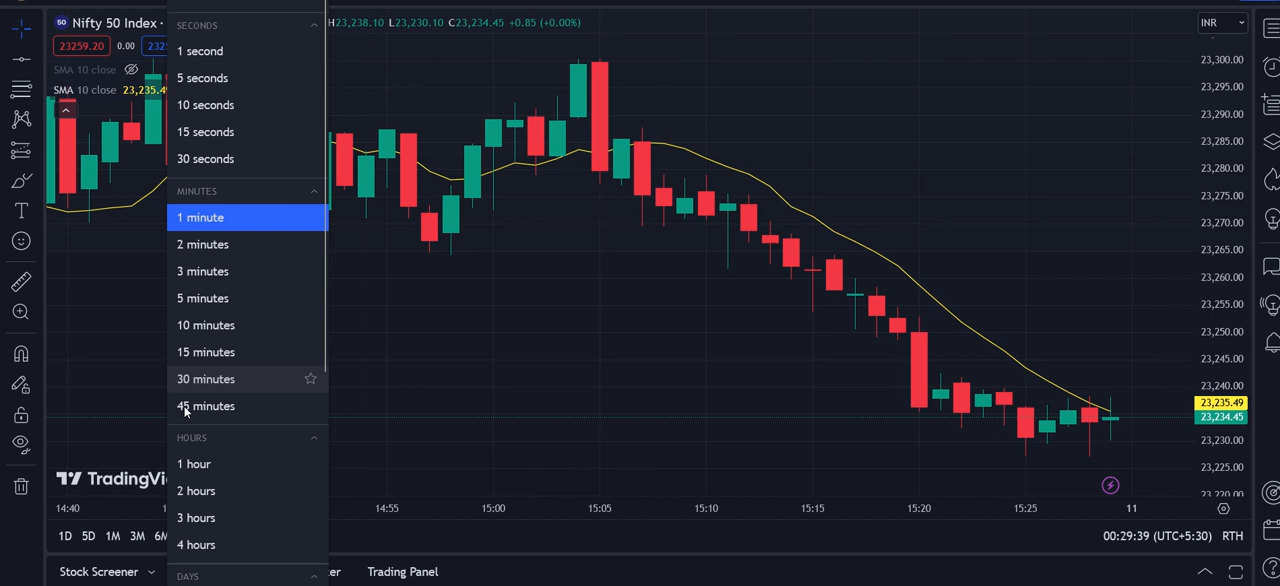 50 Nifty 50 Index ·
H23,238.10 L23,230.10 C23,234.45 +0.85 (+0.00%)
INR
23259.20 0.00
SMA 10 close
SMA 10 close 23,235.49
SECONDS
1 second
5 seconds
10 seconds
15 seconds
30 seconds
MINUTES
1 minute
2 minutes
3 minutes
5 minutes
10 minutes
15 minutes
30 minutes
45 minutes
HOURS
1 hour
2 hours
3 hours
4 hours
DAYS
23,300.00
23,295.00
23,290.00
23,285.00
23,280.00
23,275.00
23,270.00
23,265.00
23,260.00
23,255.00
23,250.00
23,245.00
23,240.00
23,235.49
23,234.45
23,230.00
23,225.00
23,220.00
TradingVi
14:40 14:55 15:00 15:05 15:10 15:15 15:20 15:25 11
1D 5D 1M 3M 6M
00:29:39 (UTC+5:30) RTH
Stock Screener
Trading Panel